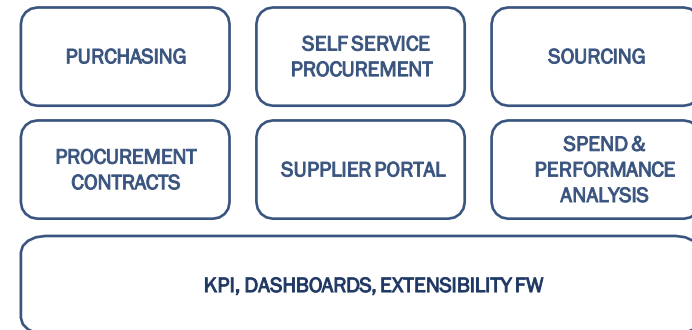 PURCHASING
SELF SERVICE
PROCUREMENT
SOURCING
PROCUREMENT
CONTRACTS
SUPPLIER PORTAL
SPEND &
PERFORMANCE
ANALYSIS
KPI, DASHBOARDS, EXTENSIBILITY FW